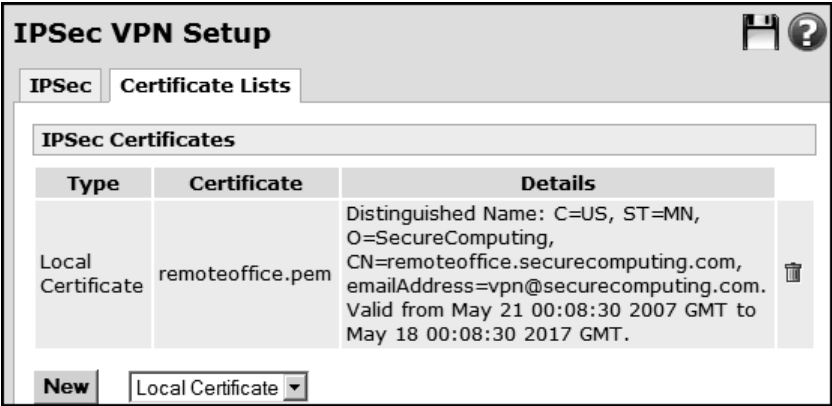 IPSec VPN Setup
IPSec
Certificate Lists
IPSec Certificates
Type
Certificate
Details
Local
Certificate
remoteoffice.pem
Distinguished Name: C=US, ST=MN,
O=SecureComputing,
CN=remoteoffice.securecomputing.com,
emailAddress=vpn@securecomputing.com.
Valid from May 21 00:08:30 2007 GMT to
May 18 00:08:30 2017 GMT.
New
Local Certificate